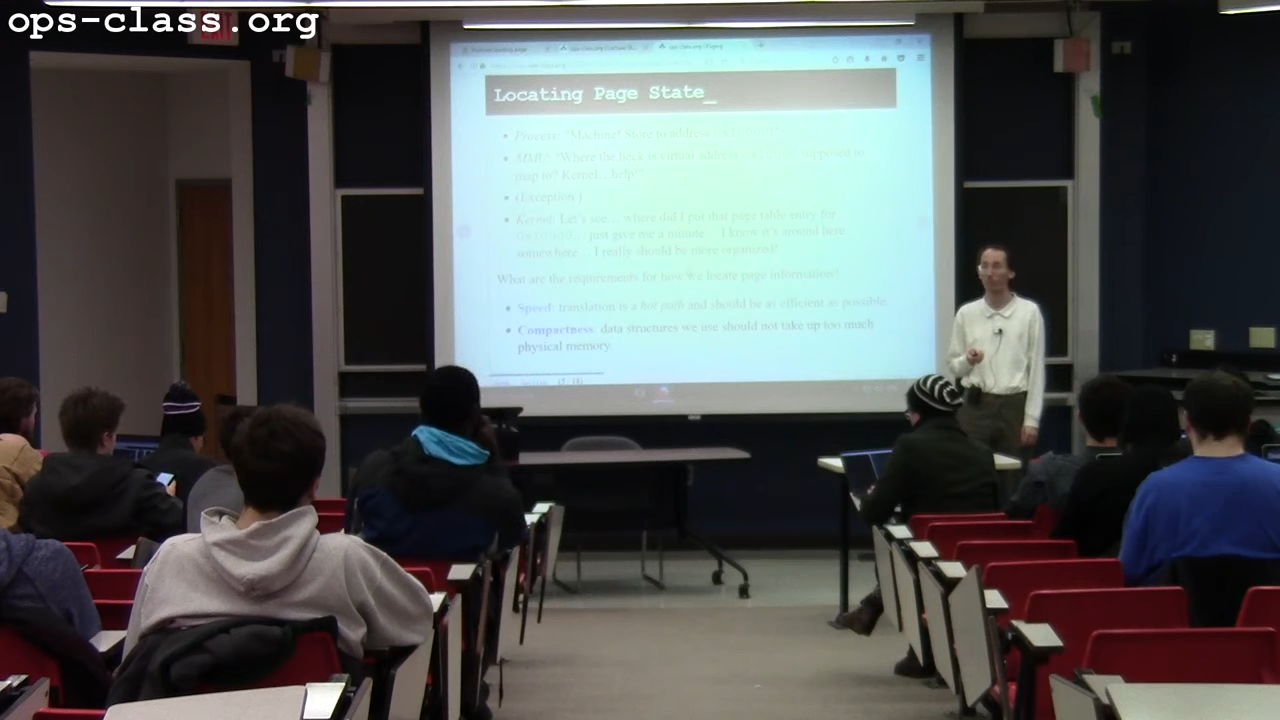 ops-class.org
EXIT
Locating Page State_
Process: "Machine! Store to address
MMU: "Where the heck is virtual address supposed to
map to? Kernel... help!"
(Exception.)
Kernel: Let's see... where did I put that page table entry for
just give me a minute... I know it's around here
somewhere... I really should be more organized!
What are the requirements for how we locate page information?
Speed: translation is a hot path and should be as efficient as possible.
Compactness: data structures we use should not take up too much
physical memory.